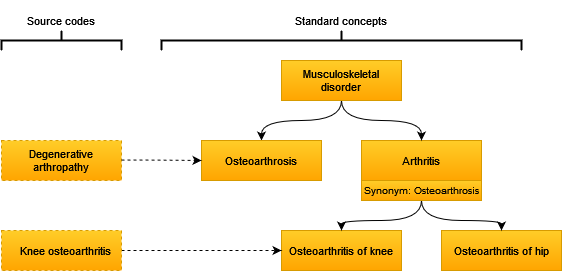 Source codes
Standard concepts
Musculoskeletal
disorder
Degenerative
arthropathy
Osteoarthrosis
Arthritis
Synonym: Osteoarthrosis
Knee osteoarthritis
Osteoarthritis of knee
Osteoarthritis of hip